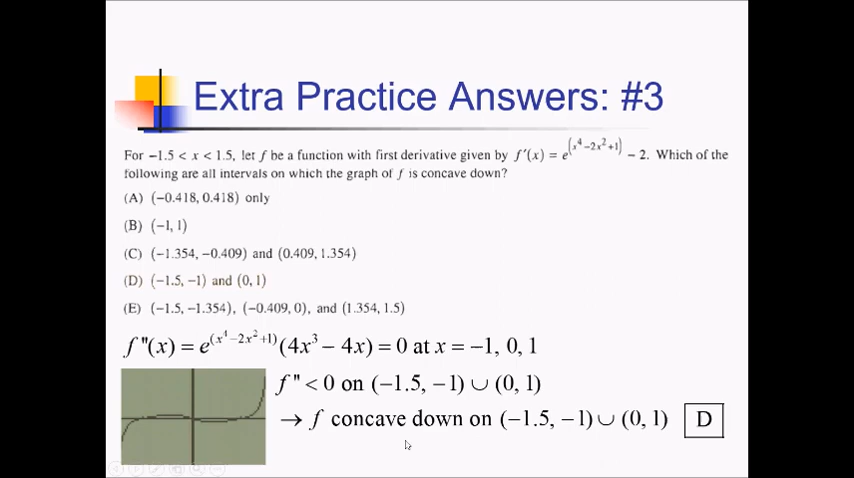 Extra Practice Answers: #3
For −1.5 < x < 1.5, let f be a function with first derivative given by f′(x) = e^(x⁴−2x²+1) − 2. Which of the
following are all intervals on which the graph of f is concave down?
(A) (−0.418, 0.418) only
(B) (−1, 1)
(C) (−1.354, −0.409) and (0.409, 1.354)
(D) (−1.5, −1) and (0, 1)
(E) (−1.5, −1.354), (−0.409, 0), and (1.354, 1.5)
f "(x) = e^(x⁴−2x²+1)(4x³ − 4x) = 0 at x = −1, 0, 1
f " < 0 on (−1.5, −1) ∪ (0, 1)
→ f concave down on (−1.5, −1) ∪ (0, 1) D